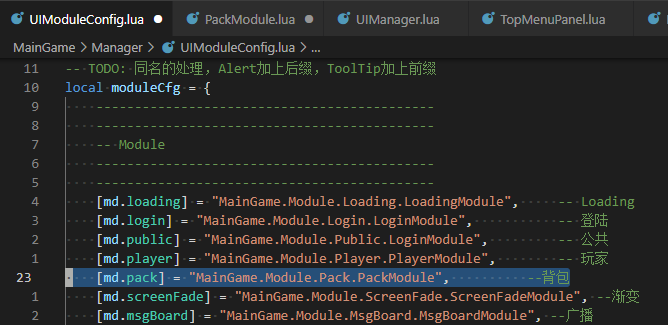 UIModuleConfig.lua ● PackModule.lua ● UIManager.lua TopMenuPanel.lua
MainGame > Manager > UIModuleConfig.lua > ...
11 -- TODO: 同名的处理，Alert加上后缀，ToolTip加上前缀
10 local moduleCfg = {
9 --------------------------------------------
8 --------------------------------------------
7 -- Module
6 --------------------------------------------
5 --------------------------------------------
4 [md.loading] = "MainGame.Module.Loading.LoadingModule", -- Loading
3 [md.login] = "MainGame.Module.Login.LoginModule", -- 登陆
2 [md.public] = "MainGame.Module.Public.LoginModule", -- 公共
1 [md.player] = "MainGame.Module.Player.PlayerModule", -- 玩家
23 [md.pack] = "MainGame.Module.Pack.PackModule", --背包
1 [md.screenFade] = "MainGame.Module.ScreenFade.ScreenFadeModule", --渐变
2 [md.msgBoard] = "MainGame.Module.MsgBoard.MsgBoardModule", --广播